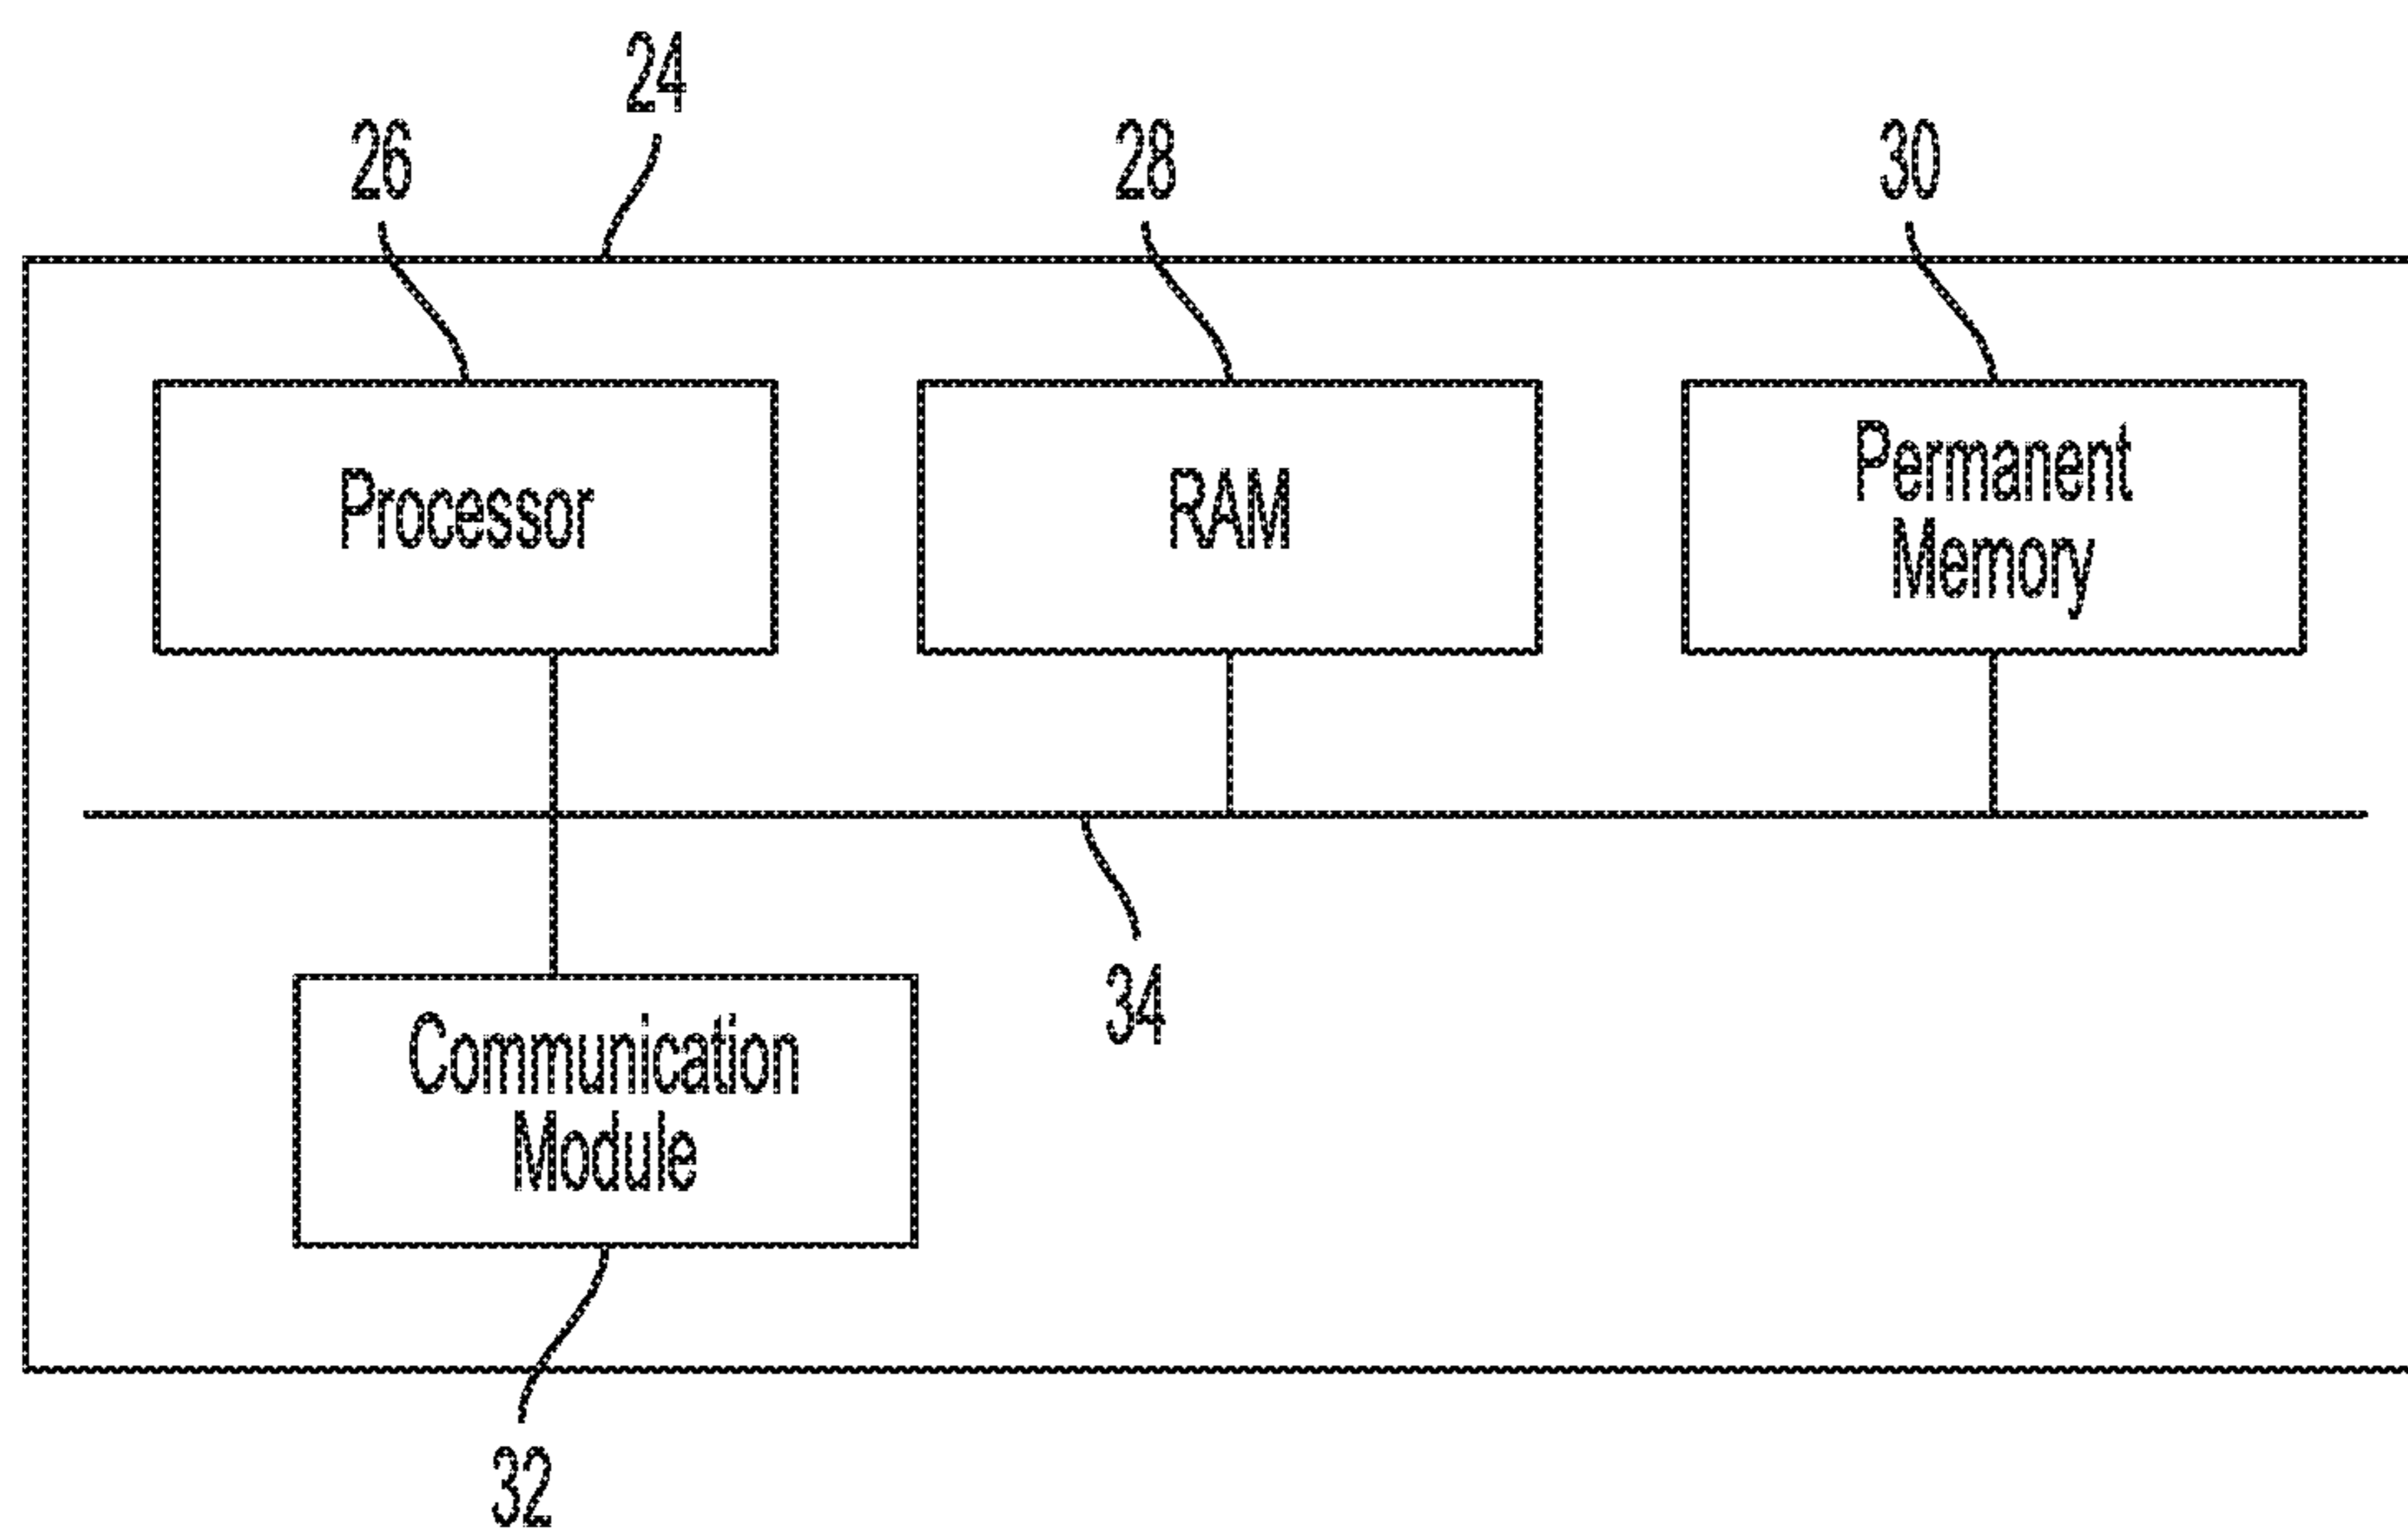 24
26
28
30
Processor
RAM
Permanent
Memory
34
Communication
Module
32